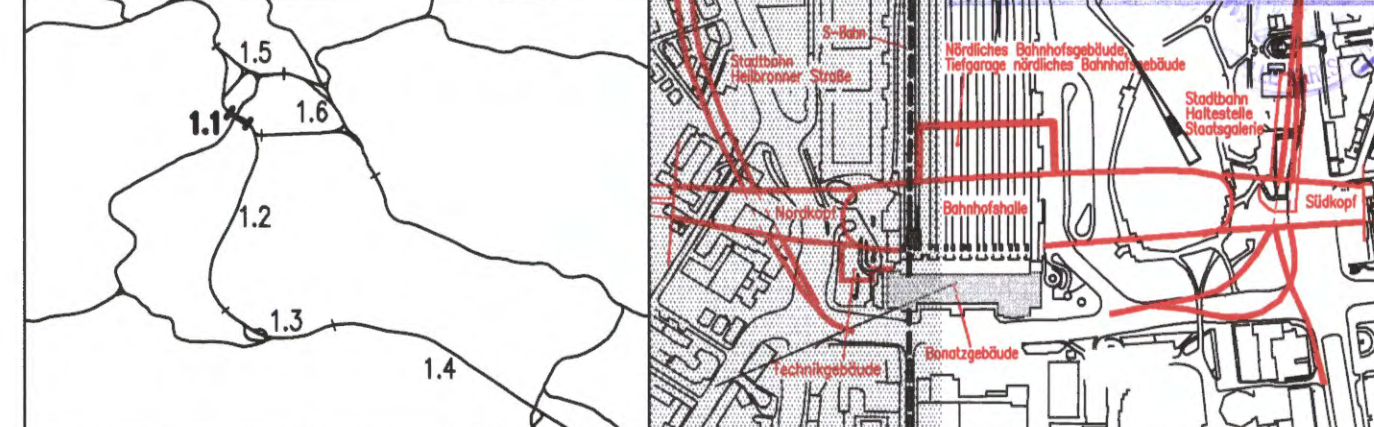 1.5
1.6
1.1
1.2
1.3
1.4
S-Bahn
Stadtbahn
Heilbronner Straße
Nördliches Bahnhofsgebäude,
Tiefgarage nördliches Bahnhofsgebäude
Stadtbahn
Haltestelle
Staatsgalerie
Nordkopf
Bahnhofshalle
Südkopf
Technikgebäude
Bonatzgebäude